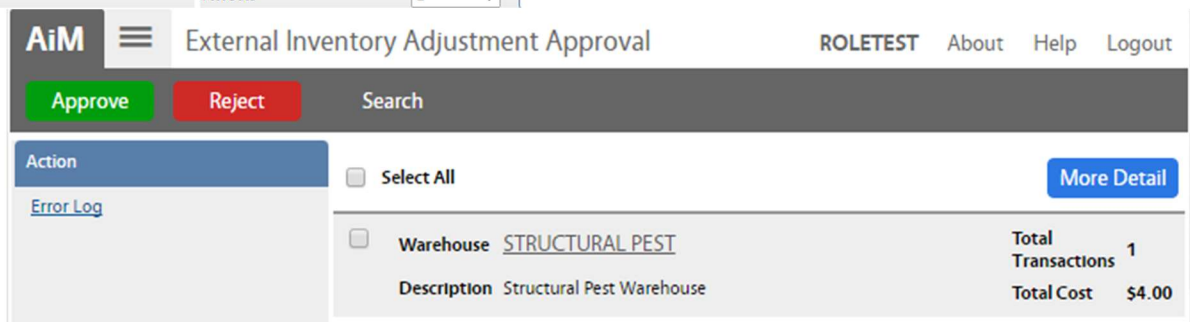 AiM External Inventory Adjustment Approval ROLETEST About Help Logout
Approve Reject Search
Action
Select All More Detail
Error Log
Warehouse STRUCTURAL PEST Total Transactions 1
Description Structural Pest Warehouse Total Cost $4.00